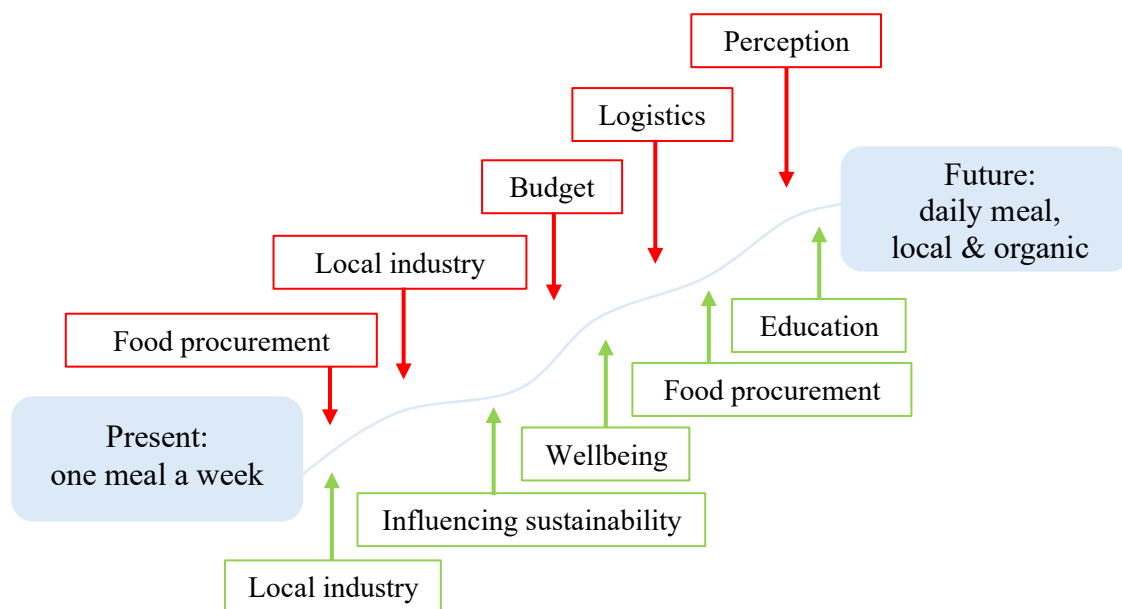 Perception
Logistics
Budget
Local industry
Food procurement
Future:
daily meal,
local & organic
Present:
one meal a week
Education
Food procurement
Wellbeing
Influencing sustainability
Local industry